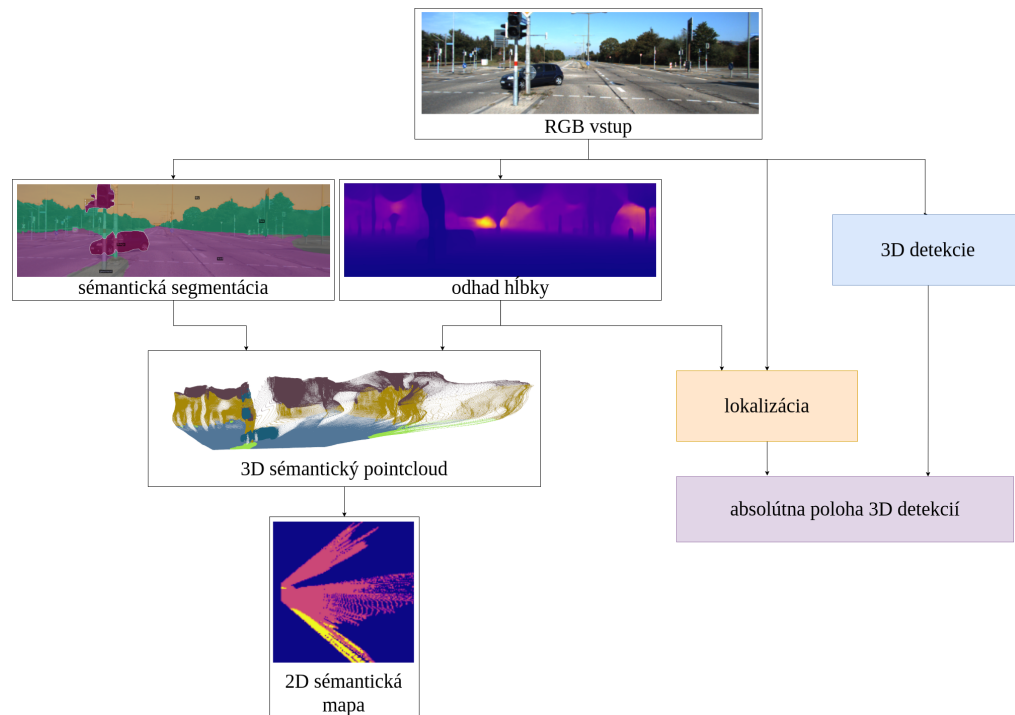 RGB vstup
sémantická segmentácia
odhad hĺbky
3D detekcie
lokalizácia
3D sémantický pointcloud
absolútna poloha 3D detekcií
2D sémantická
mapa